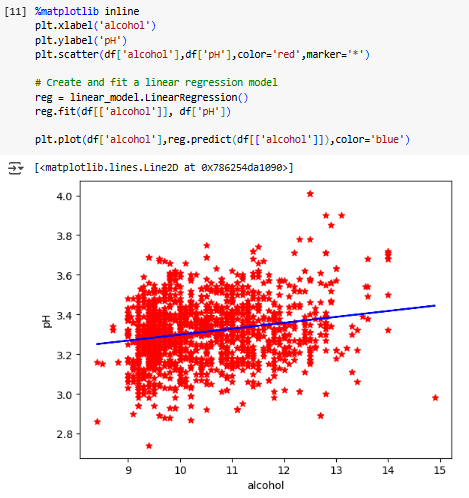 [11] %matplotlib inline
plt.xlabel('alcohol')
plt.ylabel('pH')
plt.scatter(df['alcohol'],df['pH'],color='red',marker='*')
# Create and fit a linear regression model
reg = linear_model.LinearRegression()
reg.fit(df[['alcohol']], df['pH'])
plt.plot(df['alcohol'],reg.predict(df[['alcohol']]),color='blue')
[<matplotlib.lines.Line2D at 0x786254da1090>]
4.0
3.8
3.6
3.4
3.2
3.0
2.8
pH
9 10 11 12 13 14 15
alcohol